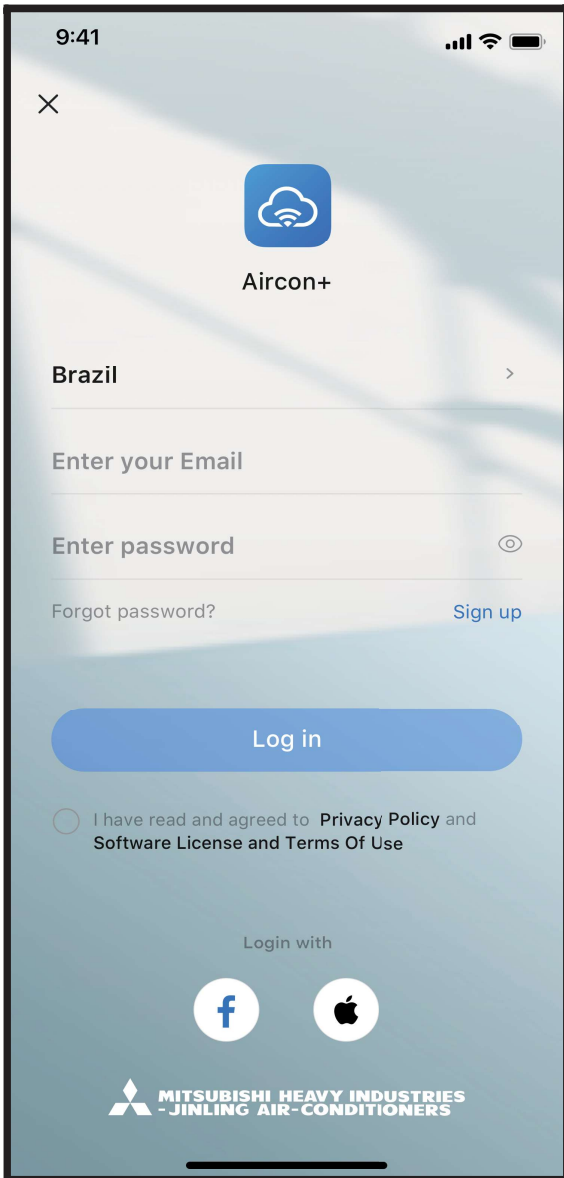 9:41
Aircon+
Brazil
Enter your Email
Enter password
Forgot password? Sign up
Log in
I have read and agreed to Privacy Policy and
Software License and Terms Of Use
Login with
MITSUBISHI HEAVY INDUSTRIES
- JINLING AIR-CONDITIONERS